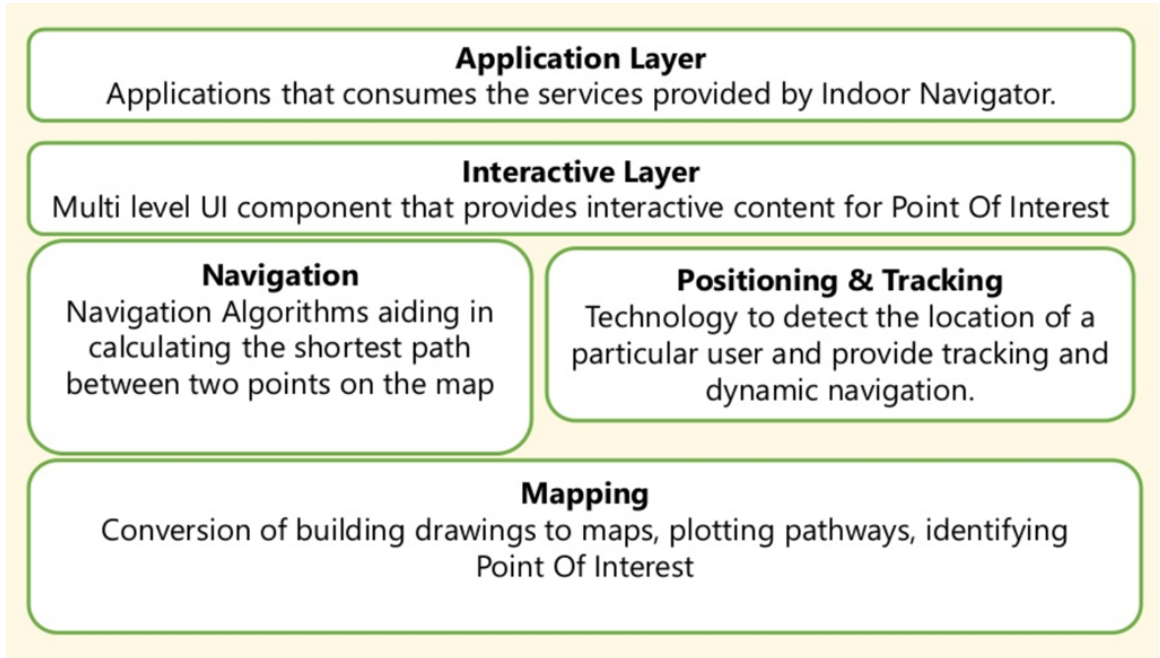 Application Layer
Applications that consumes the services provided by Indoor Navigator.
Interactive Layer
Multi level UI component that provides interactive content for Point Of Interest
Navigation
Navigation Algorithms aiding in
calculating the shortest path
between two points on the map
Positioning & Tracking
Technology to detect the location of a
particular user and provide tracking and
dynamic navigation.
Mapping
Conversion of building drawings to maps, plotting pathways, identifying
Point Of Interest